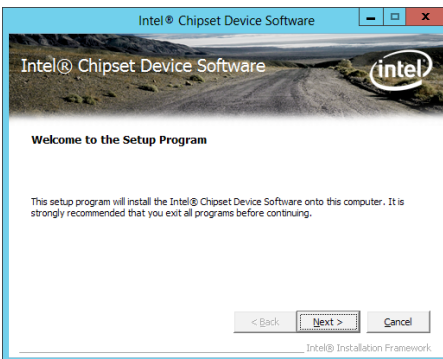 Intel® Chipset Device Software
x
Intel® Chipset Device Software
intel
Welcome to the Setup Program
This setup program will install the Intel® Chipset Device Software onto this computer. It is
strongly recommended that you exit all programs before continuing.
< Back Next > Cancel
Intel® Installation Framework